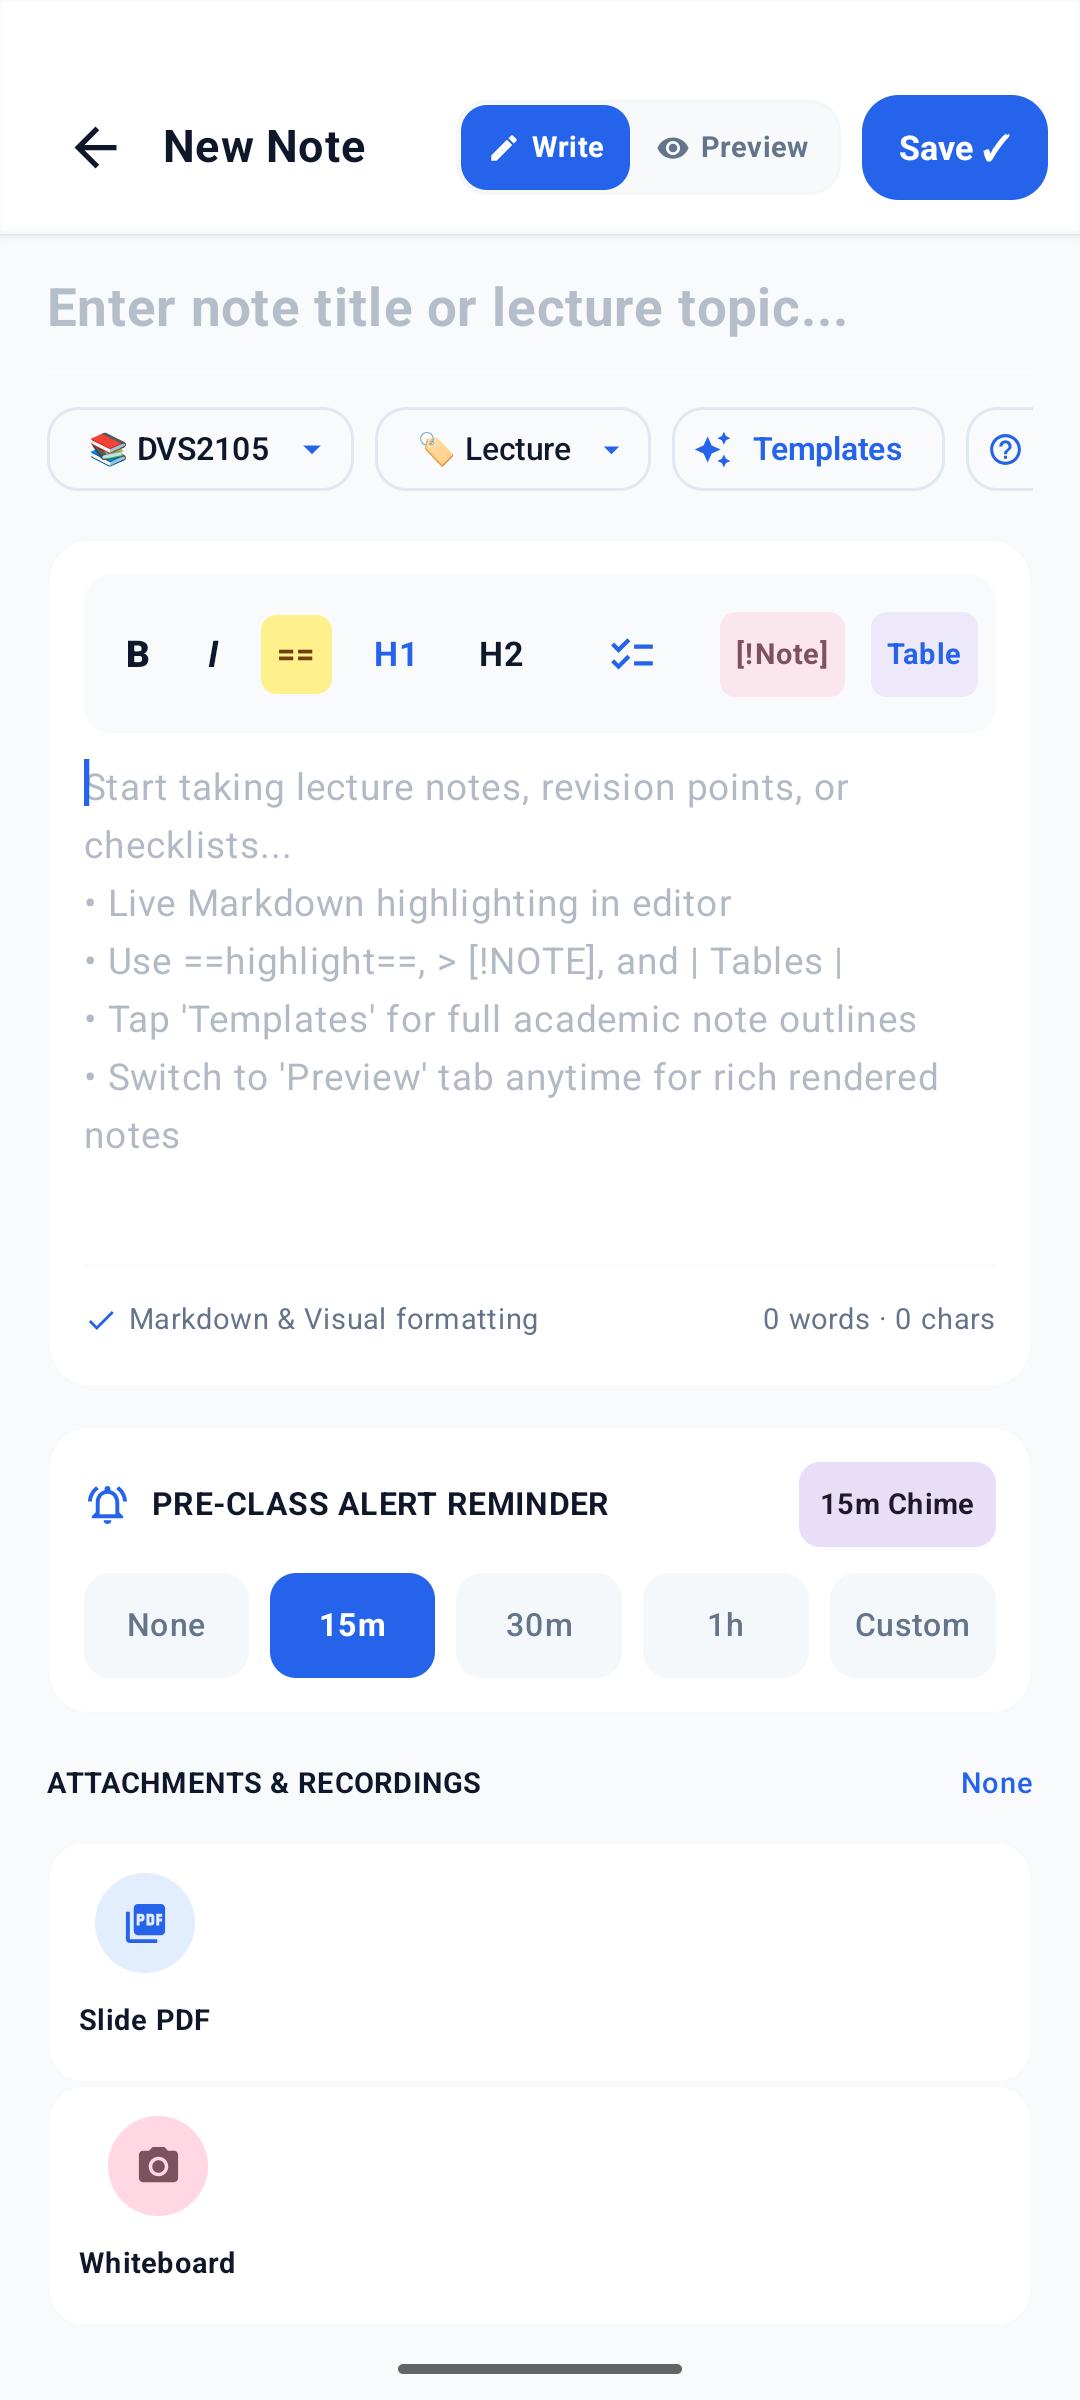 New Note
Write
Preview
Save ✓
Enter note title or lecture topic...
📚 DVS2105
🏷️ Lecture
Templates
B
I
==
H1
H2
[!Note]
Table
Start taking lecture notes, revision points, or
checklists...
• Live Markdown highlighting in editor
• Use ==highlight==, > [!NOTE], and | Tables |
• Tap 'Templates' for full academic note outlines
• Switch to 'Preview' tab anytime for rich rendered
notes
Markdown & Visual formatting
0 words · 0 chars
PRE-CLASS ALERT REMINDER
15m Chime
None
15m
30m
1h
Custom
ATTACHMENTS & RECORDINGS
None
PDF
Slide PDF
Whiteboard